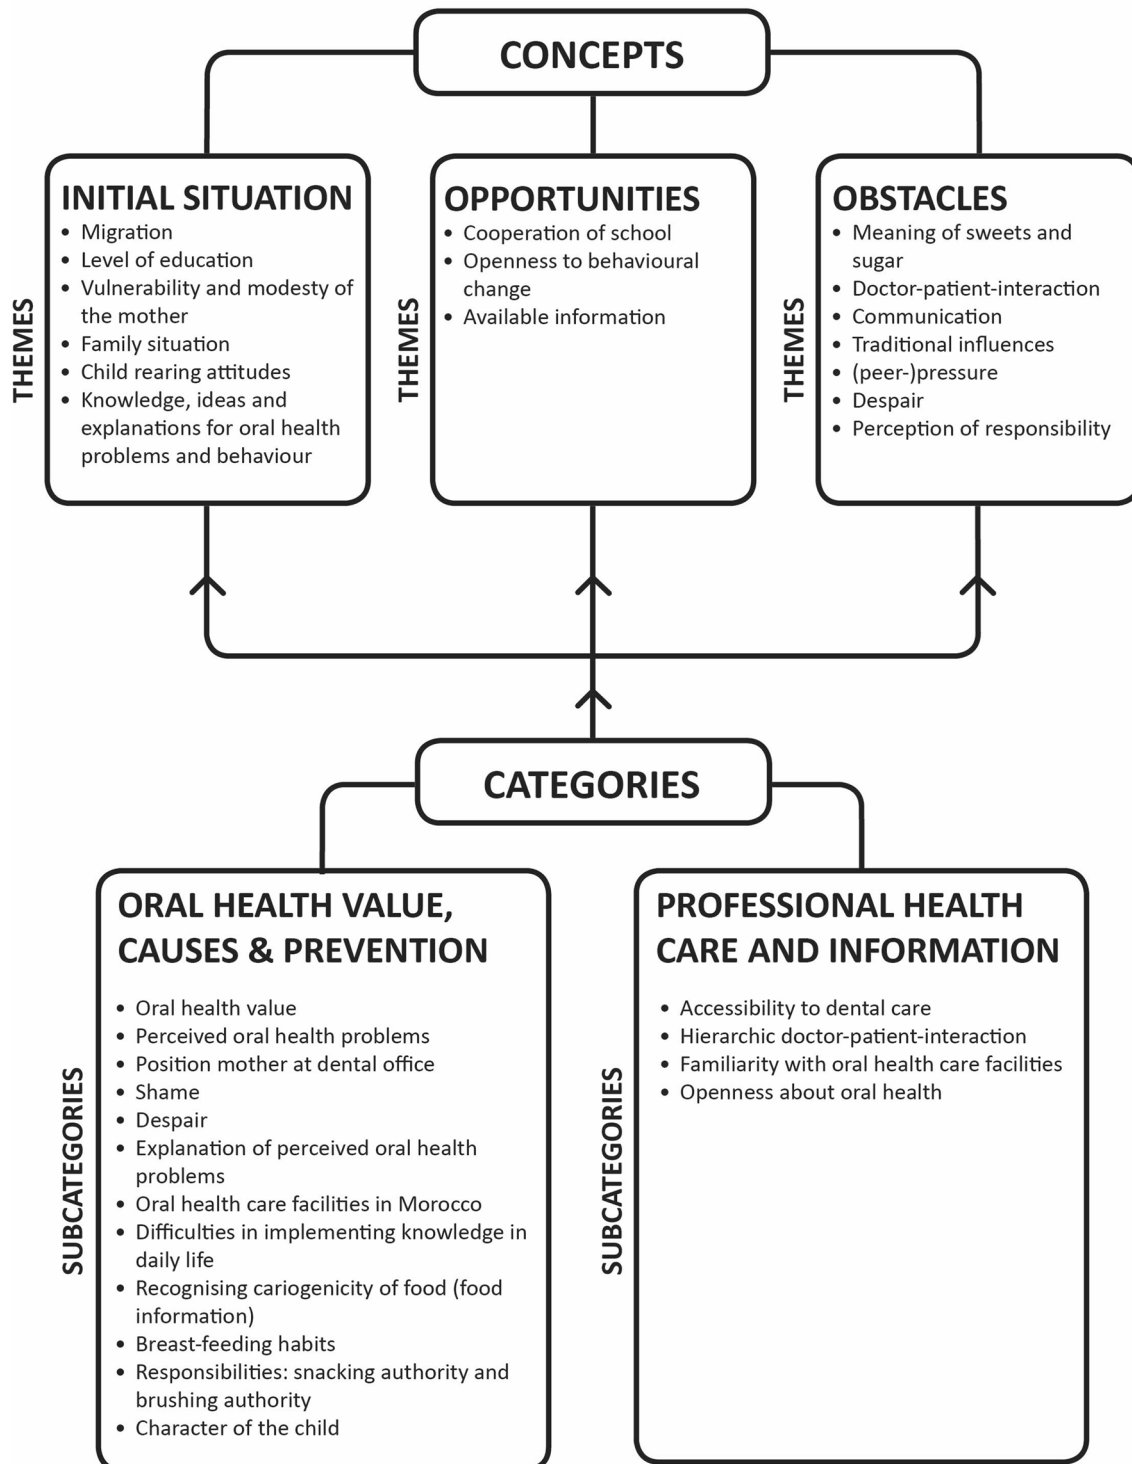 CONCEPTS
THEMES
INITIAL SITUATION
• Migration
• Level of education
• Vulnerability and modesty of
the mother
• Family situation
• Child rearing attitudes
• Knowledge, ideas and
explanations for oral health
problems and behaviour
THEMES
OPPORTUNITIES
• Cooperation of school
• Openness to behavioural
change
• Available information
THEMES
OBSTACLES
• Meaning of sweets and
sugar
• Doctor-patient-interaction
• Communication
• Traditional influences
• (peer-)pressure
• Despair
• Perception of responsibility
CATEGORIES
SUBCATEGORIES
ORAL HEALTH VALUE,
CAUSES & PREVENTION
• Oral health value
• Perceived oral health problems
• Position mother at dental office
• Shame
• Despair
• Explanation of perceived oral health
problems
• Oral health care facilities in Morocco
• Difficulties in implementing knowledge in
daily life
• Recognising cariogenicity of food (food
information)
• Breast-feeding habits
• Responsibilities: snacking authority and
brushing authority
• Character of the child
SUBCATEGORIES
PROFESSIONAL HEALTH
CARE AND INFORMATION
• Accessibility to dental care
• Hierarchic doctor-patient-interaction
• Familiarity with oral health care facilities
• Openness about oral health